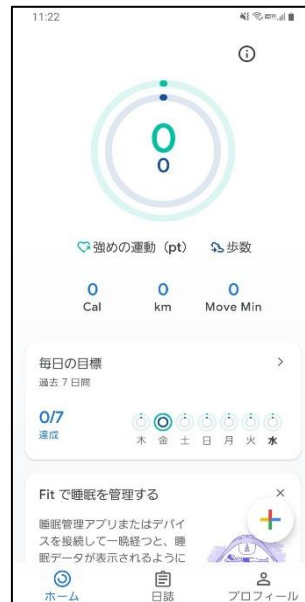 11:22
0
0
強めの運動（pt） 歩数
0 0 0
Cal km Move Min
毎日の目標
過去 7 日間
0/7
達成
木 金 土 日 月 火 水
Fit で睡眠を管理する
睡眠管理アプリまたはデバイ
スを接続して一晩経つと、睡
眠データが表示されるように
ホーム 日誌 プロフィール